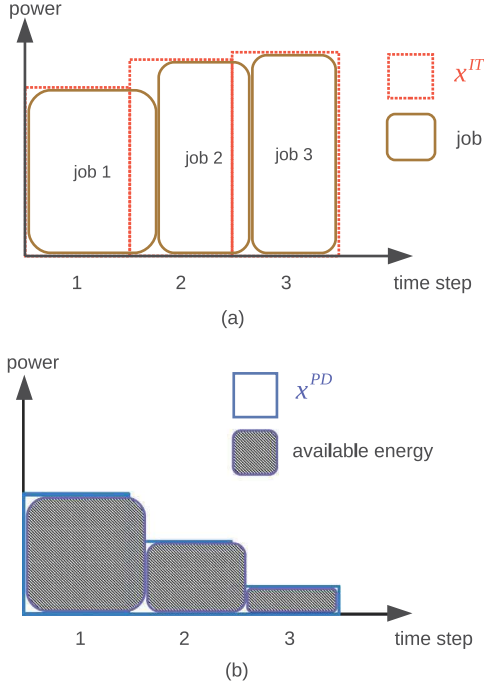 power
x^{IT}
job
job 1
job 2
job 3
1
2
3
time step
(a)
power
x^{PD}
available energy
1
2
3
time step
(b)